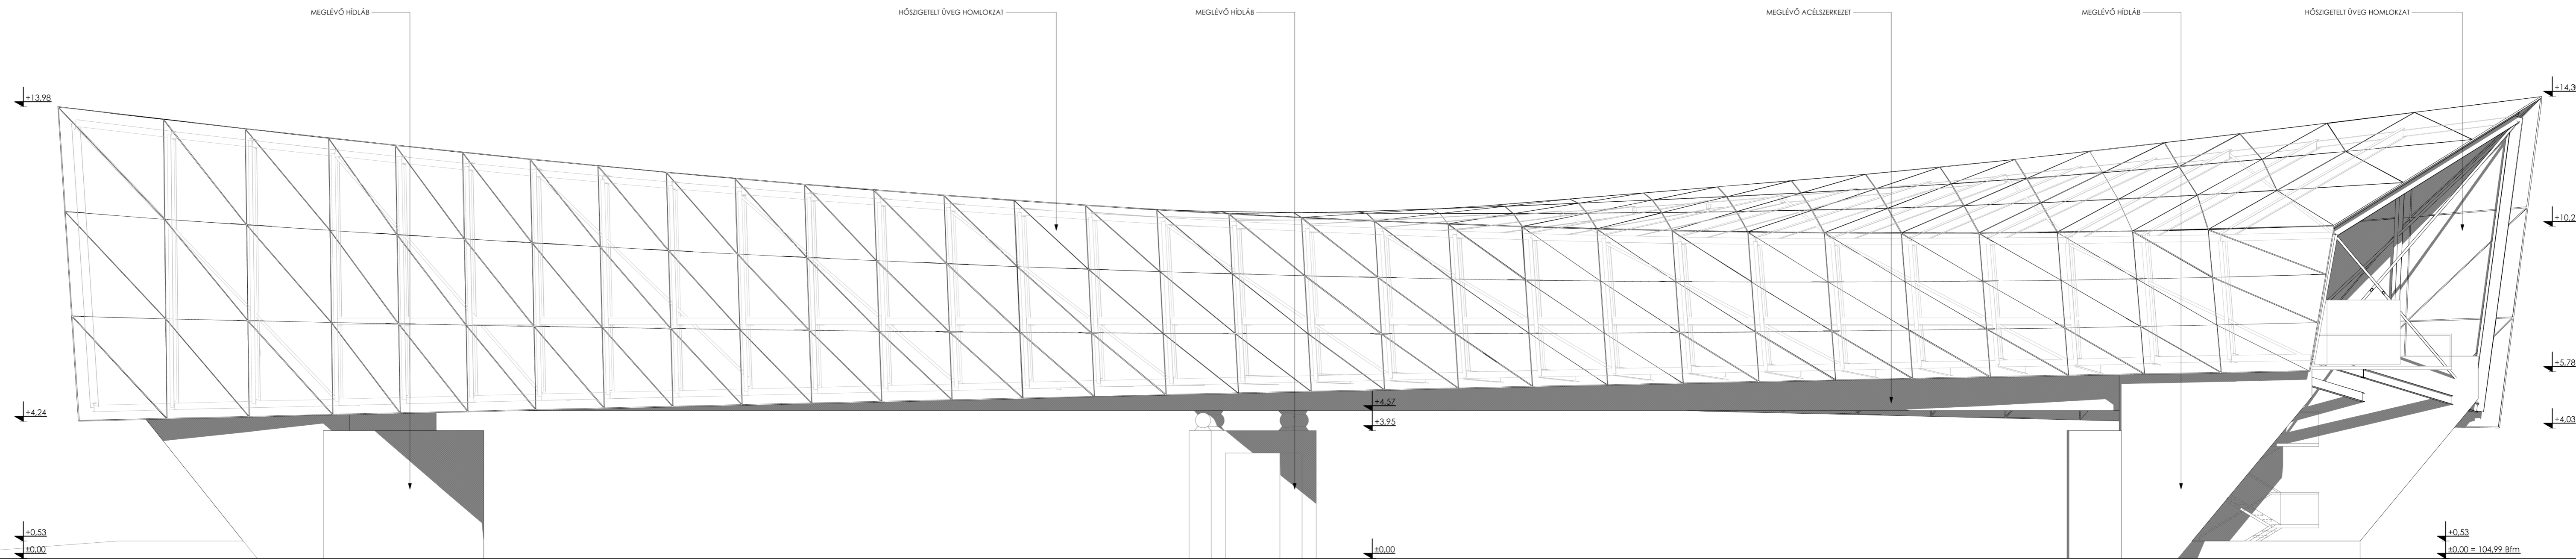 MEGLÉVŐ HÍDLÁB
HŐSZIGETELT ÜVEG HOMLOKZAT
MEGLÉVŐ HÍDLÁB
MEGLÉVŐ ACÉLSZERKEZET
MEGLÉVŐ HÍDLÁB
HŐSZIGETELT ÜVEG HOMLOKZAT
+13,98
+4,24
+0,53
±0,00
+4,57
+3,95
±0,00
+5,78
+4,03
+0,53
±0,00 = 104,99 Bfm